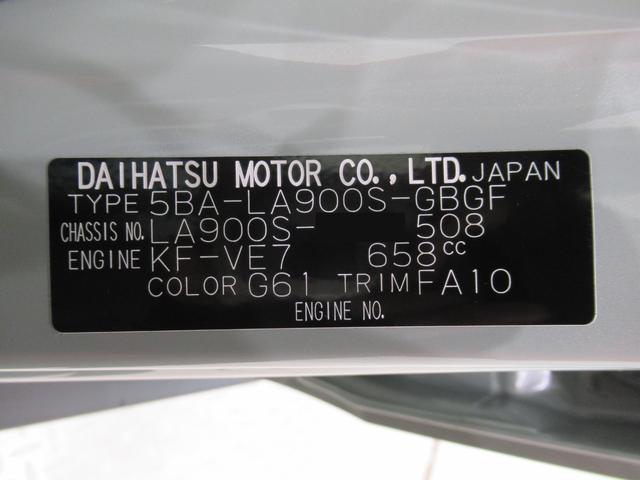 DAIHATSU MOTOR CO., LTD. JAPAN
TYPE 5BA-LA900S-GBGF
CHASSIS NO. LA900S- 508
ENGINE KF-VE7 658cc
COLOR G61 TRIM FA10
ENGINE NO.